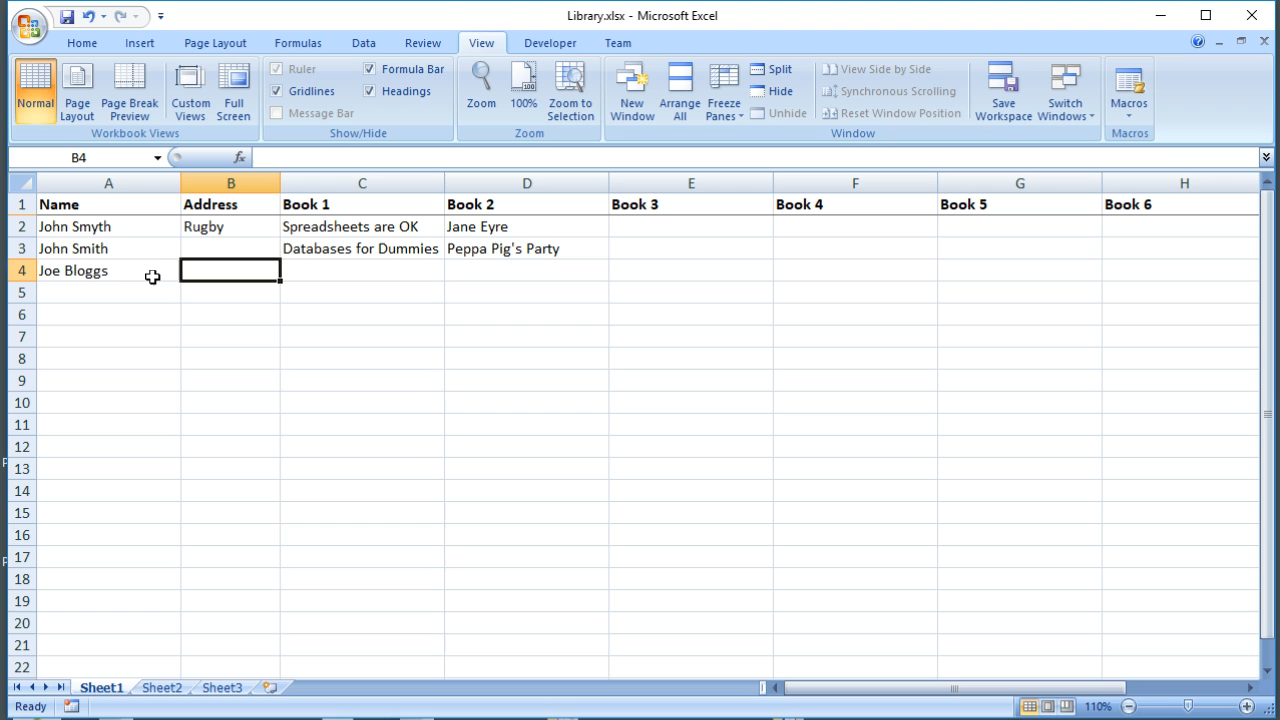 Library.xlsx - Microsoft Excel
Home Insert Page Layout Formulas Data Review View Developer Team
Normal Page Layout Page Break Preview Custom Views Full Screen
Workbook Views
Ruler Formula Bar
Gridlines Headings
Message Bar
Show/Hide
Zoom 100% Zoom to Selection
Zoom
New Window Arrange All Freeze Panes
Split View Side by Side
Hide Synchronous Scrolling
Unhide Reset Window Position
Save Workspace Switch Windows
Window
Macros
Macros
B4 fx
A B C D E F G H
1 Name Address Book 1 Book 2 Book 3 Book 4 Book 5 Book 6
2 John Smyth Rugby Spreadsheets are OK Jane Eyre
3 John Smith Databases for Dummies Peppa Pig's Party
4 Joe Bloggs
5
6
7
8
9
10
11
12
13
14
15
16
17
18
19
20
21
22
Sheet1 Sheet2 Sheet3
Ready 110%